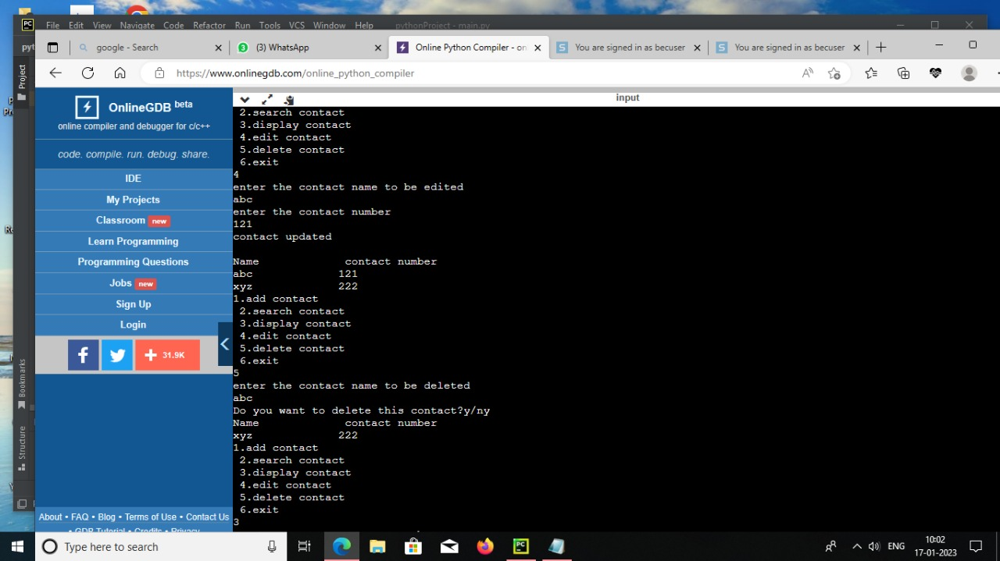 PC File Edit View Navigate Code Refactor Run Tools VCS Window Help pythonProject - main.py
google - Search
(3) WhatsApp
Online Python Compiler - on
You are signed in as becuser
You are signed in as becuser
https://www.onlinegdb.com/online_python_compiler
Project
Bookmarks
Structure
OnlineGDB beta
online compiler and debugger for c/c++
code. compile. run. debug. share.
IDE
My Projects
Classroom new
Learn Programming
Programming Questions
Jobs new
Sign Up
Login
31.9K
About • FAQ • Blog • Terms of Use • Contact Us
• GDB Tutorial • Credits • Privacy
input
2.search contact
3.display contact
4.edit contact
5.delete contact
6.exit
4
enter the contact name to be edited
abc
enter the contact number
121
contact updated
Name contact number
abc 121
xyz 222
1.add contact
2.search contact
3.display contact
4.edit contact
5.delete contact
6.exit
5
enter the contact name to be deleted
abc
Do you want to delete this contact?y/ny
Name contact number
xyz 222
1.add contact
2.search contact
3.display contact
4.edit contact
5.delete contact
6.exit
3
Type here to search
PC
ENG
10:02
17-01-2023